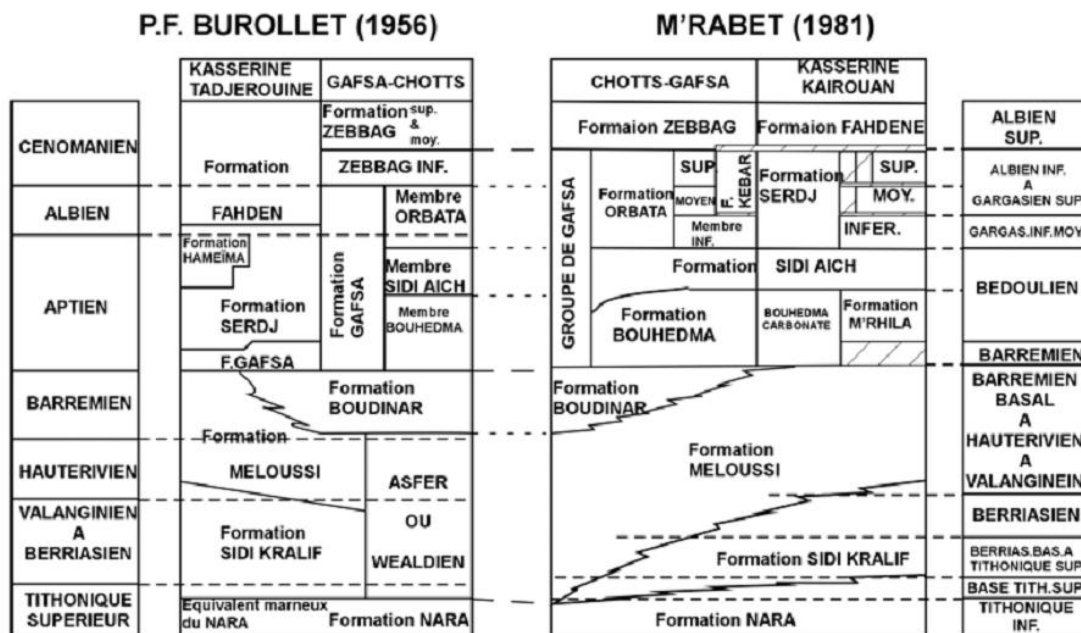 P.F. BUROLLET (1956)
M'RABET (1981)
KASSERINE
TADJEROUINE
GAFSA-CHOTTS
CENOMANIEN
ALBIEN
APTIEN
BARREMIEN
HAUTERIVIEN
VALANGINIEN
A
BERRIASIEN
TITHONIQUE
SUPERIEUR
Formation
FAHDEN
Formation
HAMEÏMA
Formation
SERDJ
F.GAFSA
Formation sup.
ZEBBAG &
moy.
ZEBBAG INF.
Formation
GAFSA
Membre
ORBATA
Membre
SIDI AICH
Membre
BOUHEDMA
Formation
BOUDINAR
Formation
MELOUSSI
ASFER
OU
WEALDIEN
Formation
SIDI KRALIF
Equivalent marneux
du NARA
Formation NARA
CHOTTS-GAFSA
KASSERINE
KAIROUAN
Formaion ZEBBAG
Formaion FAHDENE
GROUPE DE GAFSA
Formation
ORBATA
SUP.
MOYEN
Membre
INF.
F.
KEBAR
Formation
SERDJ
SUP.
MOY.
INFER.
Formation SIDI AICH
Formation
BOUHEDMA
BOUHEDMA
CARBONATE
Formation
M'RHILA
Formation
BOUDINAR
Formation
MELOUSSI
Formation SIDI KRALIF
Formation NARA
ALBIEN
SUP.
ALBIEN INF.
A
GARGASIEN SUP.
GARGAS.INF.MOY
BEDOULIEN
BARREMIEN
BARREMIEN
BASAL
A
HAUTERIVIEN
A
VALANGINEIN
BERRIASIEN
BERRIAS.BAS.A
TITHONIQUE SUP.
BASE TITH.SUP.
TITHONIQUE
INF.